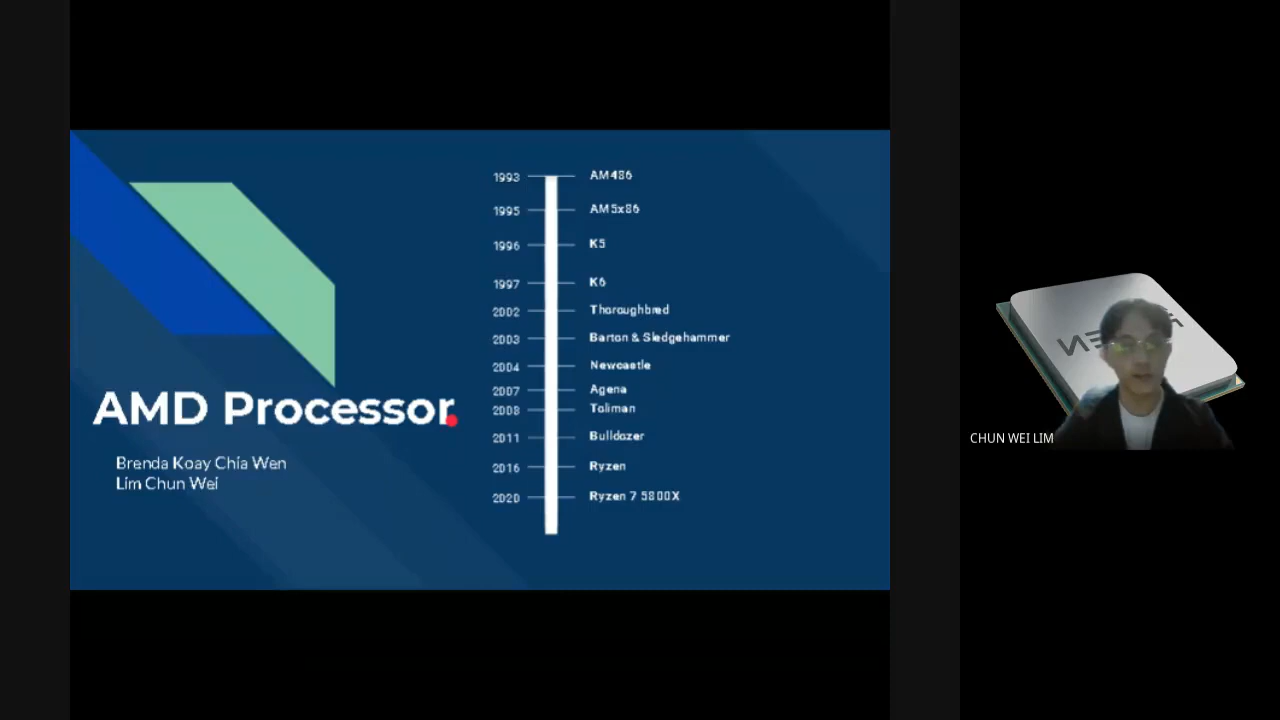 AMD Processor
Brenda Koay Chia Wen
Lim Chun Wei
1993 AM486
1995 AM5x86
1996 K5
1997 K6
2002 Thoroughbred
2003 Barton & Sledgehammer
2004 Newcastle
2007 Agena
2008 Toliman
2011 Bulldozer
2016 Ryzen
2020 Ryzen 7 5800X
CHUN WEI LIM